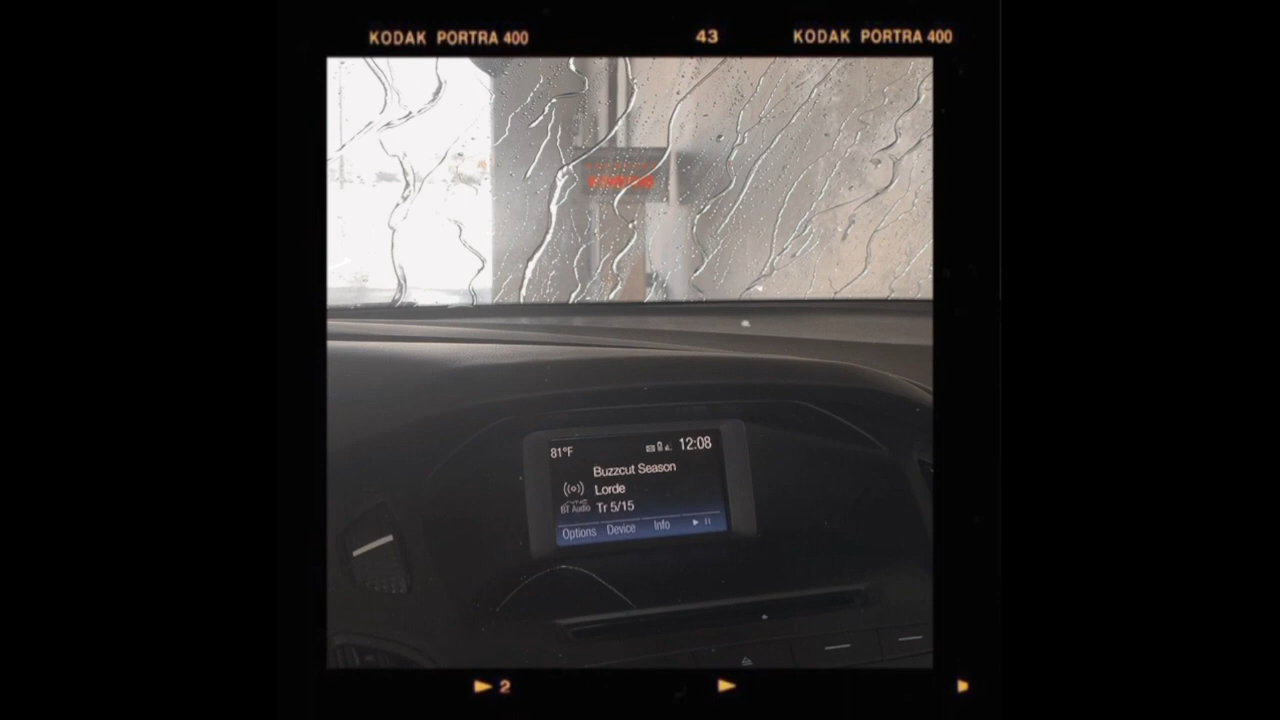 KODAK PORTRA 400 43 KODAK PORTRA 400
81°F 12:08
Buzzcut Season
Lorde
BT Audio Tr 5/15
Options Device Info
2